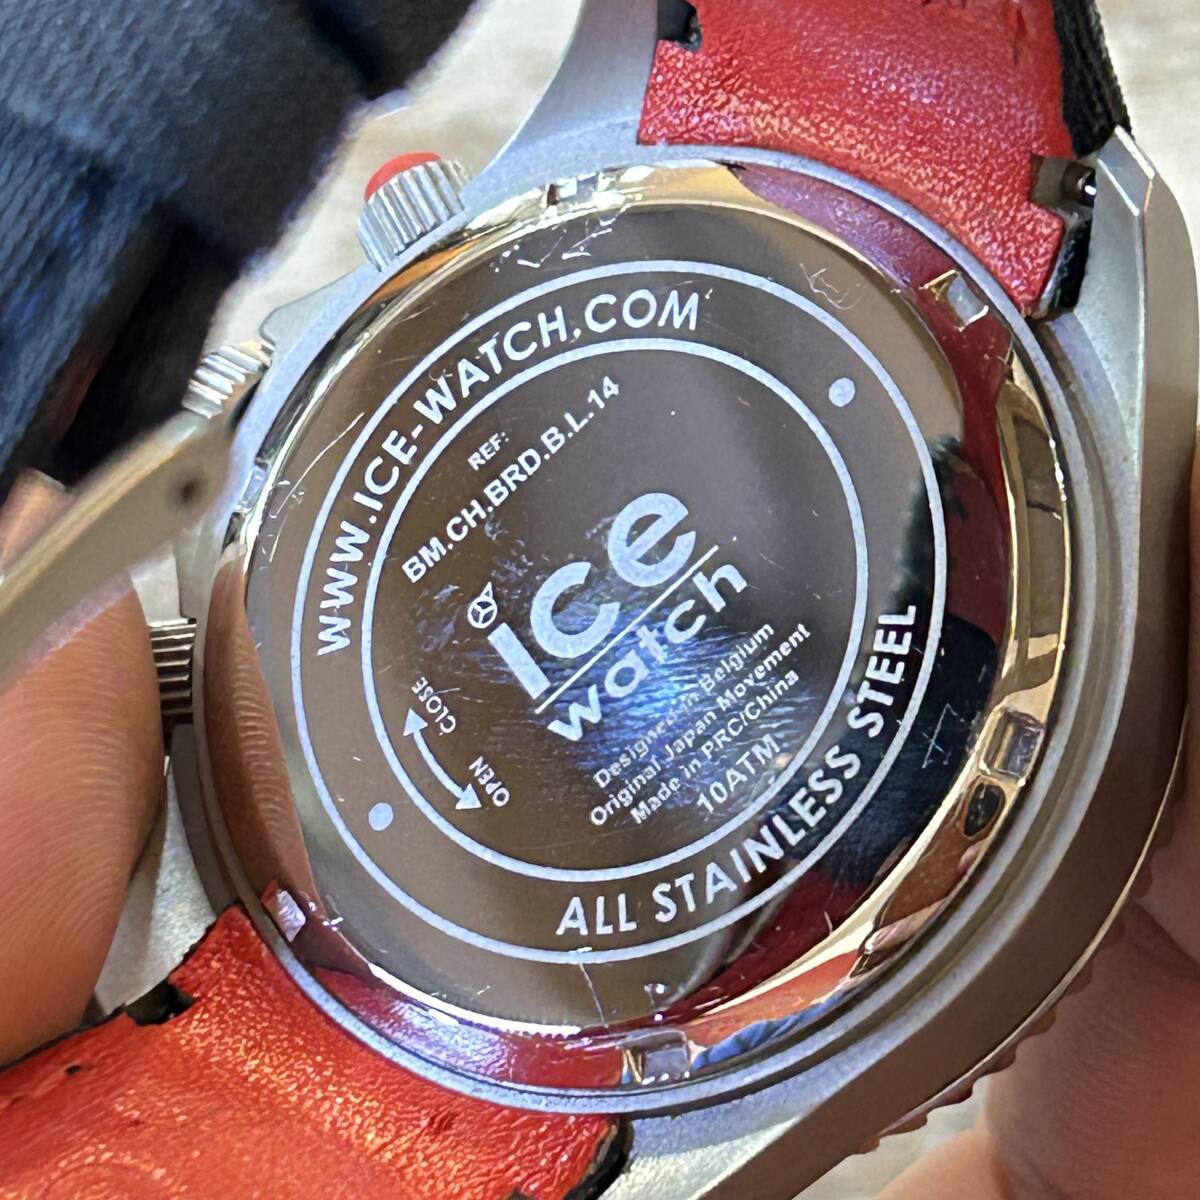 WWW.ICE-WATCH.COM
REF:
BM.CH.BRD.B.L.14
ice
watch
Designed in Belgium
Original Japan Movement
Made in PRC/China
10ATM
CLOSE
OPEN
ALL STAINLESS STEEL